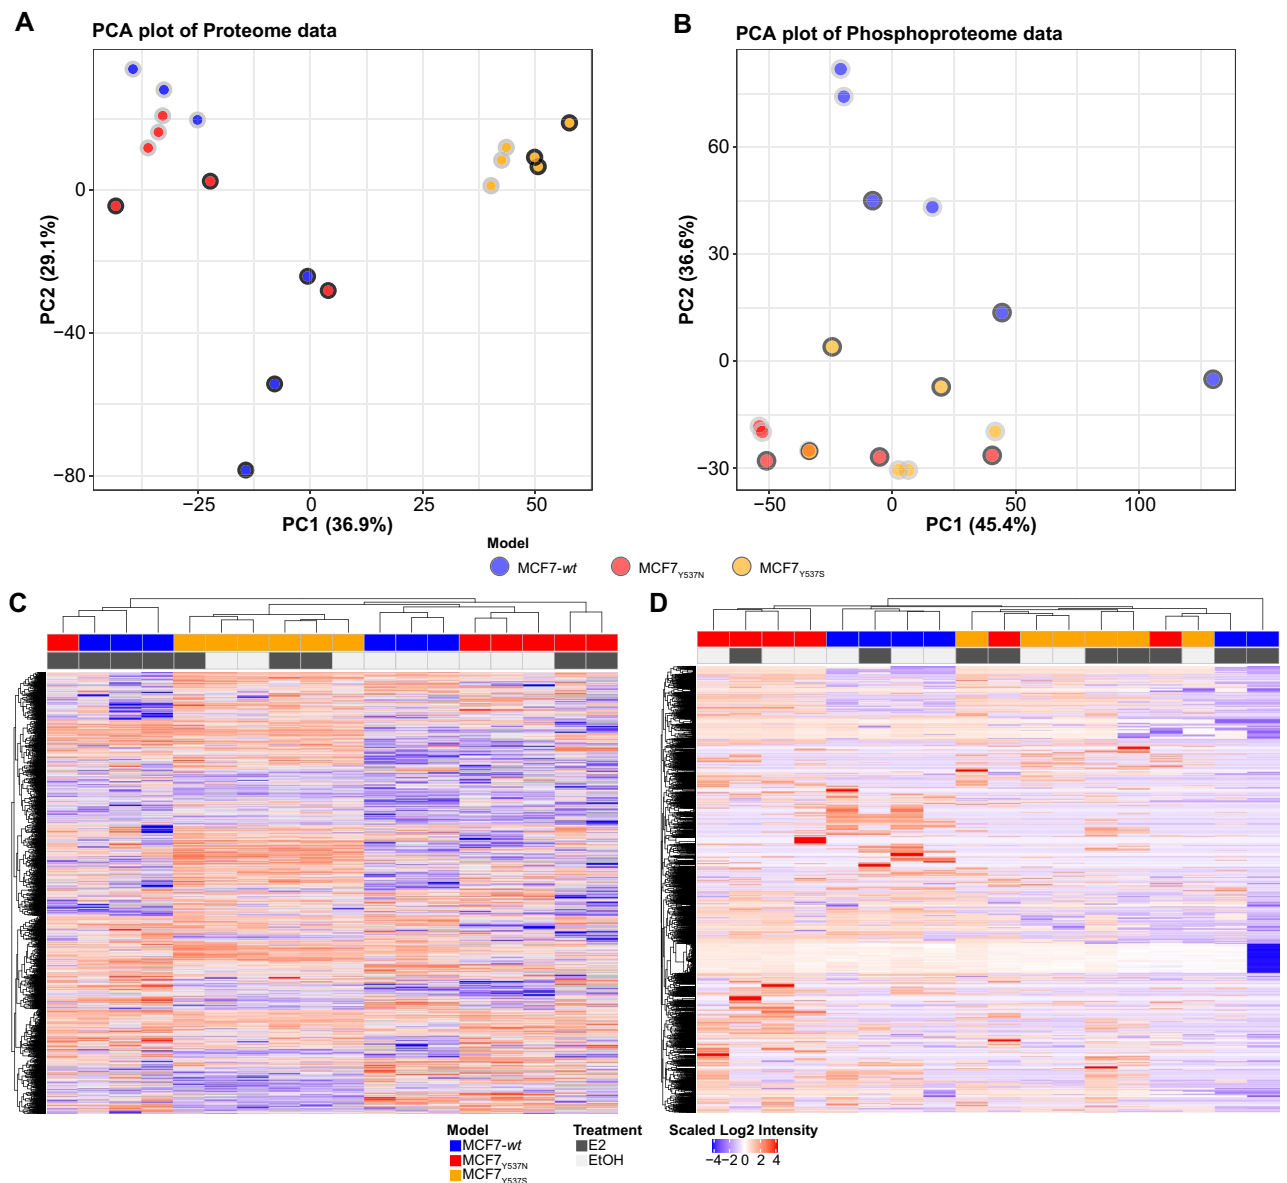 A
PCA plot of Proteome data
0
−40
−80
PC2 (29.1%)
−25
0
25
50
PC1 (36.9%)
B
PCA plot of Phosphoproteome data
60
30
0
−30
PC2 (36.6%)
−50
0
50
100
PC1 (45.4%)
Model
MCF7-wt
MCF7Y537N
MCF7Y537S
C
D
Model
MCF7-wt
MCF7Y537N
MCF7Y537S
Treatment
E2
EtOH
Scaled Log2 Intensity
−4−2 0 2 4